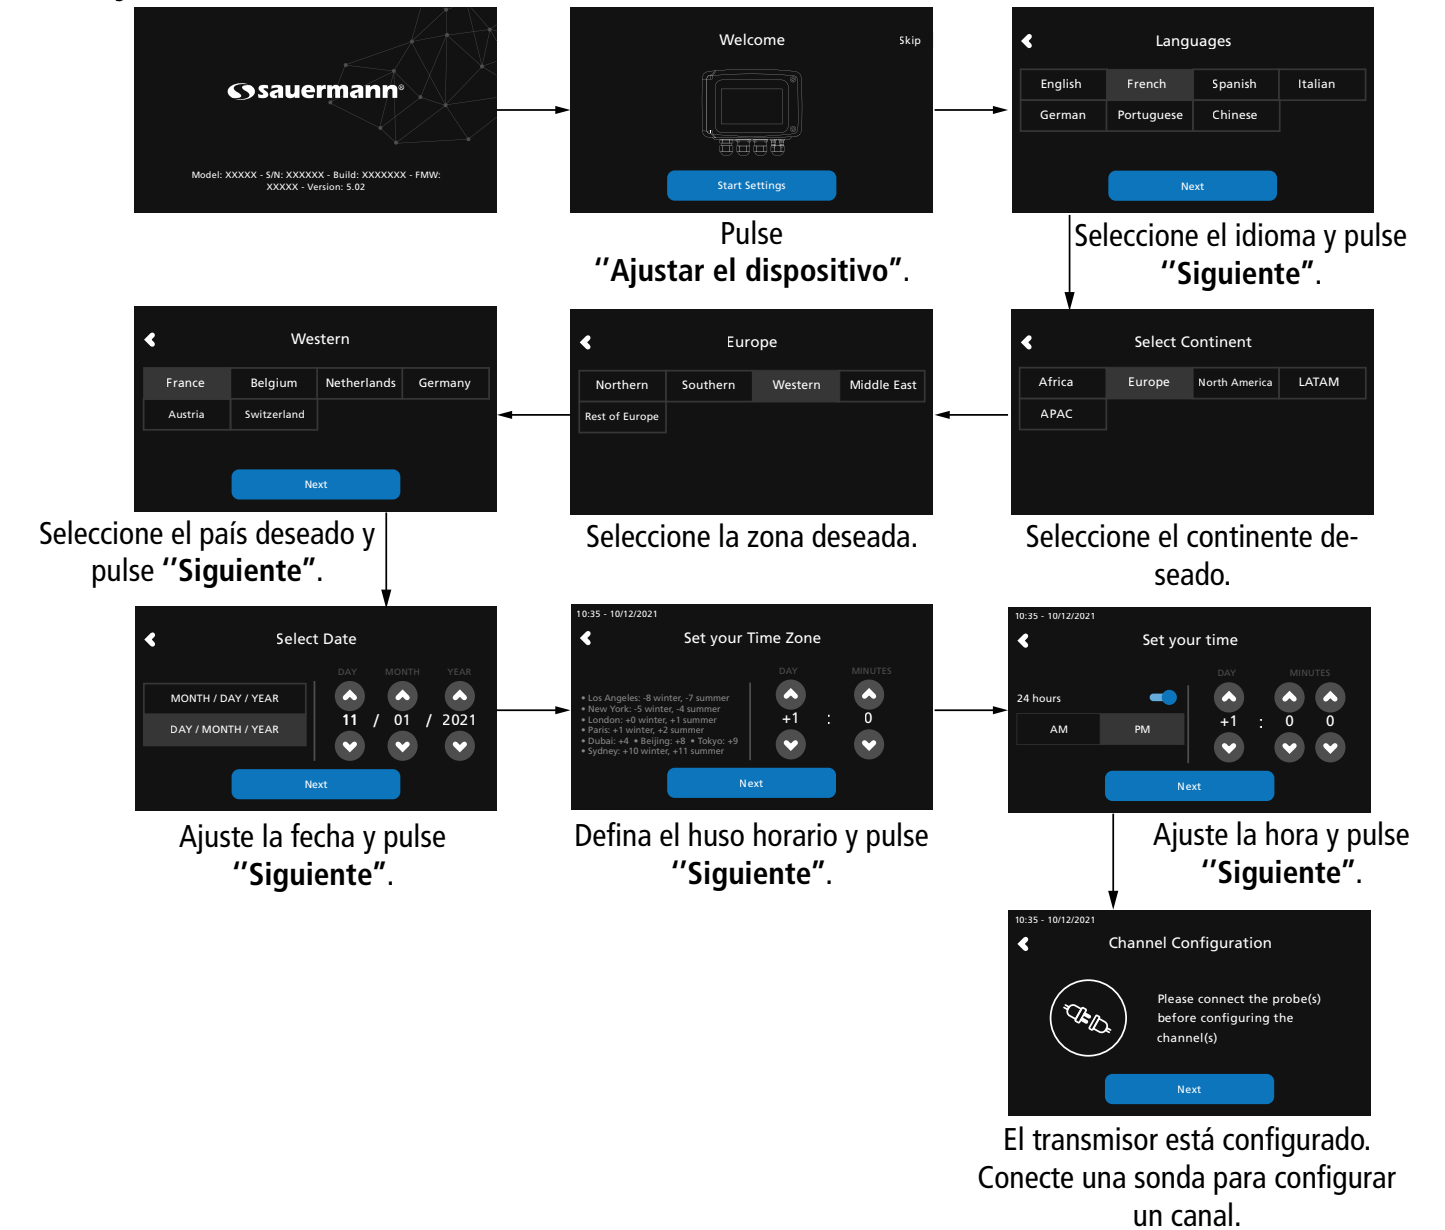 sauermann®
Model: XXXXX - S/N: XXXXXX - Build: XXXXXXX - FMW:
XXXXX - Version: 5.02
Welcome
Skip
Start Settings
Pulse
‘‘Ajustar el dispositivo”.
Languages
English French Spanish Italian
German Portuguese Chinese
Next
Seleccione el idioma y pulse
‘‘Siguiente”.
Select Continent
Africa Europe North America LATAM
APAC
Seleccione el continente de-
seado.
Europe
Northern Southern Western Middle East
Rest of Europe
Seleccione la zona deseada.
Western
France Belgium Netherlands Germany
Austria Switzerland
Next
Seleccione el país deseado y
pulse ‘‘Siguiente”.
Select Date
DAY MONTH YEAR
MONTH / DAY / YEAR
11 / 01 / 2021
DAY / MONTH / YEAR
Next
Ajuste la fecha y pulse
‘‘Siguiente”.
10:35 - 10/12/2021
Set your Time Zone
DAY MINUTES
• Los Angeles: -8 winter, -7 summer
• New York: -5 winter, -4 summer
• London: +0 winter, +1 summer
• Paris: +1 winter, +2 summer
• Dubai: +4 • Beijing: +8 • Tokyo: +9
• Sydney: +10 winter, +11 summer
+1 : 0
Next
Defina el huso horario y pulse
‘‘Siguiente”.
10:35 - 10/12/2021
Set your time
DAY MINUTES
24 hours
+1 : 0 0
AM PM
Next
Ajuste la hora y pulse
‘‘Siguiente”.
10:35 - 10/12/2021
Channel Configuration
Please connect the probe(s)
before configuring the
channel(s)
Next
El transmisor está configurado.
Conecte una sonda para configurar
un canal.